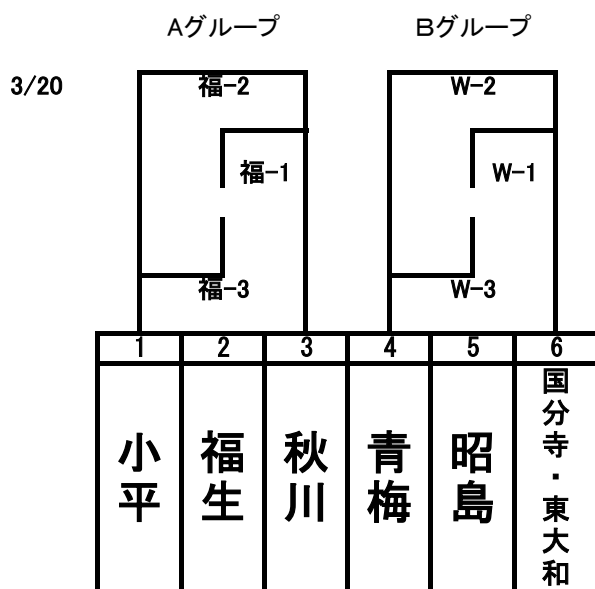 Aグループ Bグループ
3/20 福-2 W-2
福-1 W-1
福-3 W-3
1 2 3 4 5 6
小平 福生 秋川 青梅 昭島 国分寺・東大和